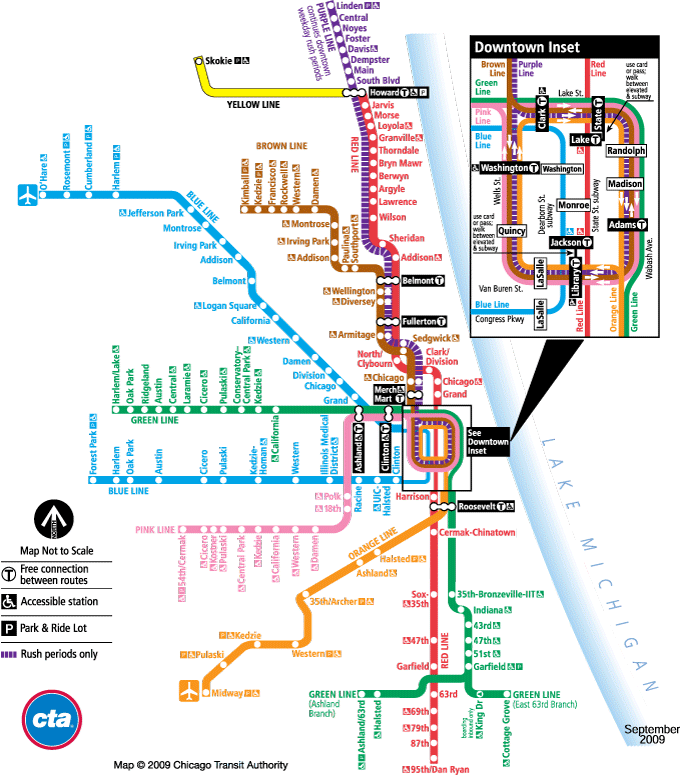 Linden P
Central
Noyes
Foster
Davis
Dempster
Main
South Blvd
PURPLE LINE
continues downtown
weekday rush periods
Skokie P
YELLOW LINE
Howard T P
Jarvis
Morse
Loyola
Granville
Thorndale
Bryn Mawr
Berwyn
Argyle
Lawrence
Wilson
Sheridan
Addison
RED LINE
Belmont T
Fullerton T
BROWN LINE
Kimball P
Kedzie P
Francisco
Rockwell
Western
Damen
Montrose
Irving Park
Addison
Paulina
Southport
Wellington
Diversey
Armitage
Sedgwick
Chicago
Merch
Mart T
North/
Clybourn
Clark/
Division
Chicago
Grand
O'Hare
Rosemont P
Cumberland P
Harlem P
BLUE LINE
Jefferson Park
Montrose
Irving Park
Addison
Belmont
Logan Square
California
Western
Damen
Division
Chicago
Grand
Harlem/Lake
Oak Park
Ridgeland
Austin
Central
Laramie
Cicero
Pulaski
Conservatory–
Central Park
Kedzie
California
GREEN LINE
Ashland T
Clinton T
Forest Park P
Harlem
Oak Park
Austin
Cicero
Pulaski
Kedzie-
Homan
Western
Illinois Medical
District
Racine
UIC-
Halsted
Clinton
BLUE LINE
Polk
18th
PINK LINE
54th/Cermak P
Cicero
Kostner
Pulaski
Central Park
Kedzie
California
Western
Damen
ORANGE LINE
Halsted P
Ashland
35th/Archer P
Western P
P Kedzie
P Pulaski
Midway P
See
Downtown
Inset
Harrison
Roosevelt T
Cermak-Chinatown
Sox-
35th
47th
Garfield
RED LINE
63rd
69th
79th
87th
95th/Dan Ryan
35th-Bronzeville-IIT
Indiana
43rd
47th
51st
Garfield P
GREEN LINE
(Ashland
Branch)
Ashland/63rd P
Halsted
boarding
inbound only
King Dr
Cottage Grove
GREEN LINE
(East 63rd Branch)
Downtown Inset
Brown
Line
Purple
Line
Red
Line
use card
or pass;
walk
between
elevated
& subway
Green
Line
Lake St.
Pink
Line
Clark T
State T
Blue
Line
Lake T
Randolph
Washington T
Washington
Madison
Wells St.
Dearborn St.
subway
Monroe
State St. subway
use card
or pass;
walk
between
elevated
& subway
Quincy
Adams T
Jackson T
Wabash Ave.
LaSalle
Library T
Van Buren St.
Blue Line
Congress Pkwy
LaSalle
Red Line
Orange Line
Green Line
LAKE MICHIGAN
NORTH
Map Not to Scale
T Free connection
between routes
Accessible station
P Park & Ride Lot
Rush periods only
cta
September
2009
Map © 2009 Chicago Transit Authority